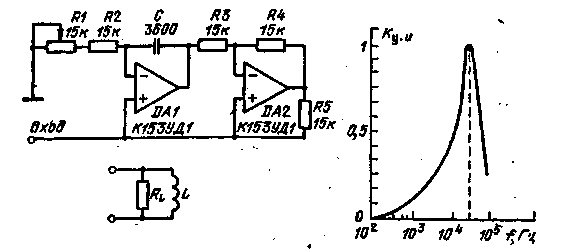 R1 R2 C R3 R4
15к 15к 3600 15к 15к
DA1 DA2 R5
К153УД1 К153УД1 15к
Вход
RL L
Kу.и
1
0,5
0
10² 10³ 10⁴ 10⁵ f, Гц